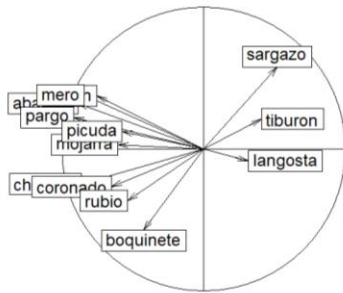 sargazo
mero
pargo
tiburon
picuda
mojarra
langosta
coronado
rubio
boquinete